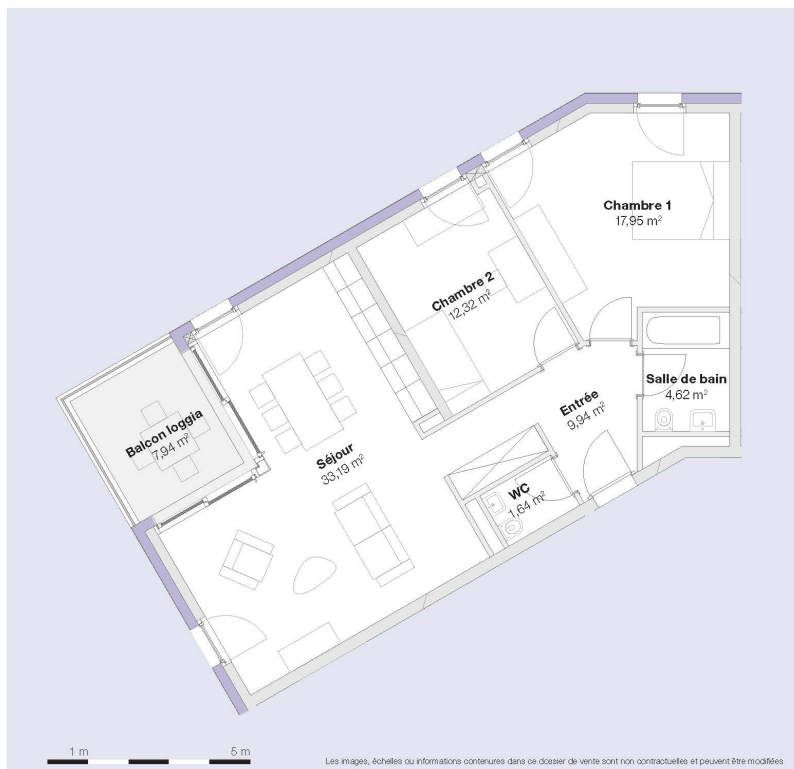 Chambre 1
17,95 m²
Chambre 2
12,32 m²
Salle de bain
4,62 m²
Entrée
9,94 m²
Balcon loggia
7,94 m²
Séjour
33,19 m²
WC
1,64 m²
1 m
5 m
Les images, échelles ou informations contenues dans ce dossier de vente sont non contractuelles et peuvent être modifiées